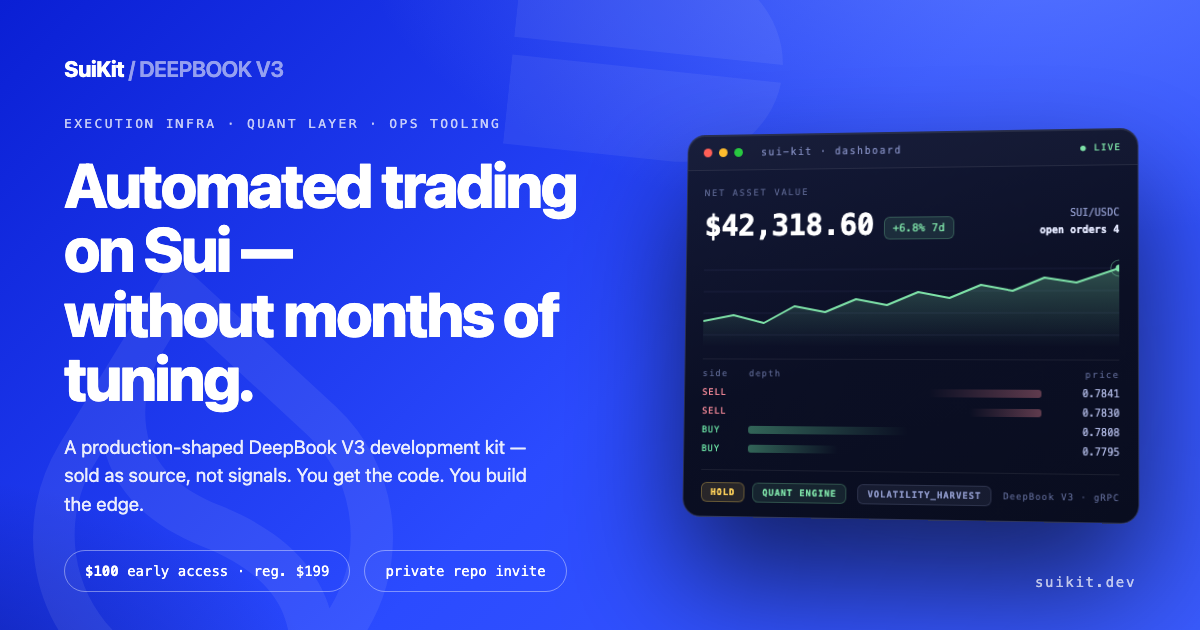 SuiKit / DEEPBOOK V3
EXECUTION INFRA · QUANT LAYER · OPS TOOLING
Automated trading
on Sui —
without months of
tuning.
A production-shaped DeepBook V3 development kit —
sold as source, not signals. You get the code. You build
the edge.
$100 early access · reg. $199
private repo invite
sui-kit · dashboard
LIVE
NET ASSET VALUE
$42,318.60
+6.8% 7d
SUI/USDC
open orders 4
side depth price
SELL 0.7841
SELL 0.7830
BUY 0.7808
BUY 0.7795
HOLD
QUANT ENGINE
VOLATILITY_HARVEST
DeepBook V3 · gRPC
suikit.dev